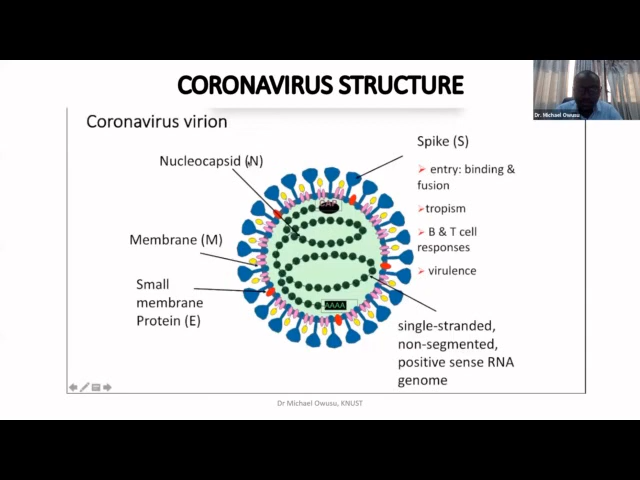 CORONAVIRUS STRUCTURE
Dr. Michael Owusu
Coronavirus virion
Nucleocapsid (N)
Spike (S)
entry: binding &
fusion
tropism
B & T cell
responses
virulence
Membrane (M)
Small
membrane
Protein (E)
CAP
AAAA
single-stranded,
non-segmented,
positive sense RNA
genome
Dr Michael Owusu, KNUST